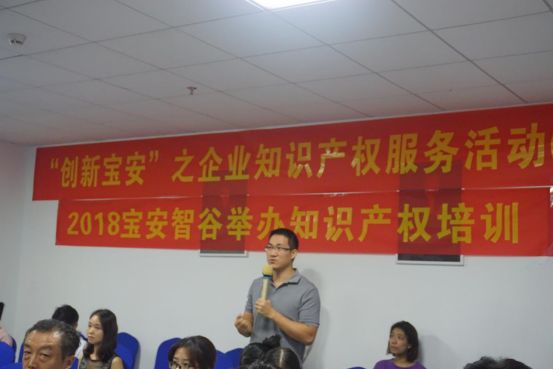 “创新宝安”之企业知识产权服务活动
2018宝安智谷举办知识产权培训